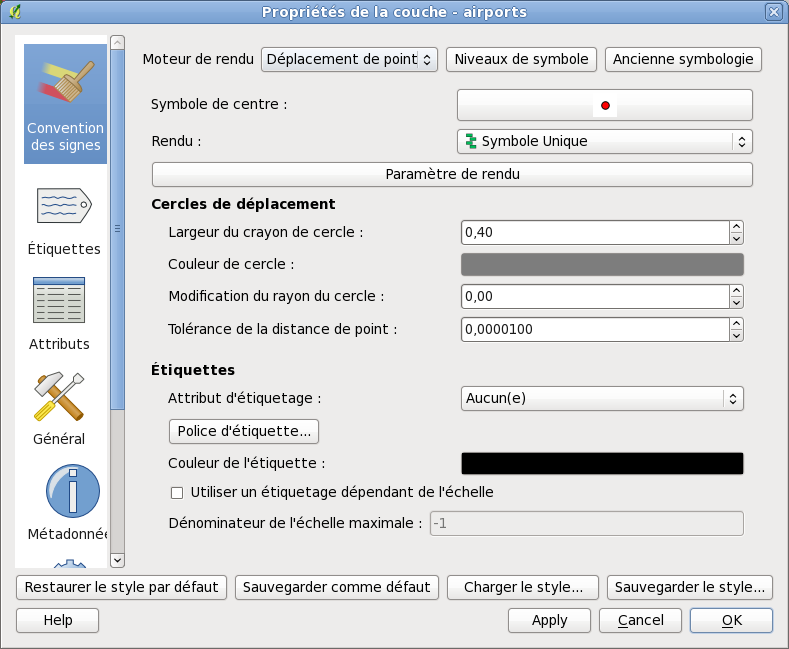 Propriétés de la couche - airports
Moteur de rendu Déplacement de point Niveaux de symbole Ancienne symbologie
Convention
des signes
Étiquettes
Attributs
Général
Métadonnée
Symbole de centre :
Rendu : Symbole Unique
Paramètre de rendu
Cercles de déplacement
Largeur du crayon de cercle : 0,40
Couleur de cercle :
Modification du rayon du cercle : 0,00
Tolérance de la distance de point : 0,0000100
Étiquettes
Attribut d'étiquetage : Aucun(e)
Police d'étiquette...
Couleur de l'étiquette :
Utiliser un étiquetage dépendant de l'échelle
Dénominateur de l'échelle maximale : -1
Restaurer le style par défaut Sauvegarder comme défaut Charger le style... Sauvegarder le style...
Help Apply Cancel OK